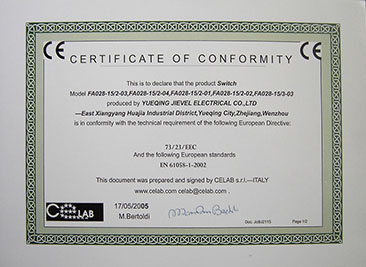 CE CERTIFICATE OF CONFORMITY CE
This is to declare that the product Switch
Model FA028-15/2-03,FA028-15/2-04,FA028-15/2-01,FA028-15/2-02,FA028-15/3-03
produced by YUEQING JIEVEL ELECTRICAL CO.,LTD
—East Xiangyang Huajia Industrial District,Yueqing City,Zhejiang,Wenzhou
is in conformity with the technical requirement of the following European Directive:
73/23/EEC
And the following European standards
EN 61058-1-2002
This document was prepared and signed by CELAB s.r.l.—ITALY
www.celab.com celab@celab.com .
17/05/2005
CELAB
M.Bertoldi
Page 1/2